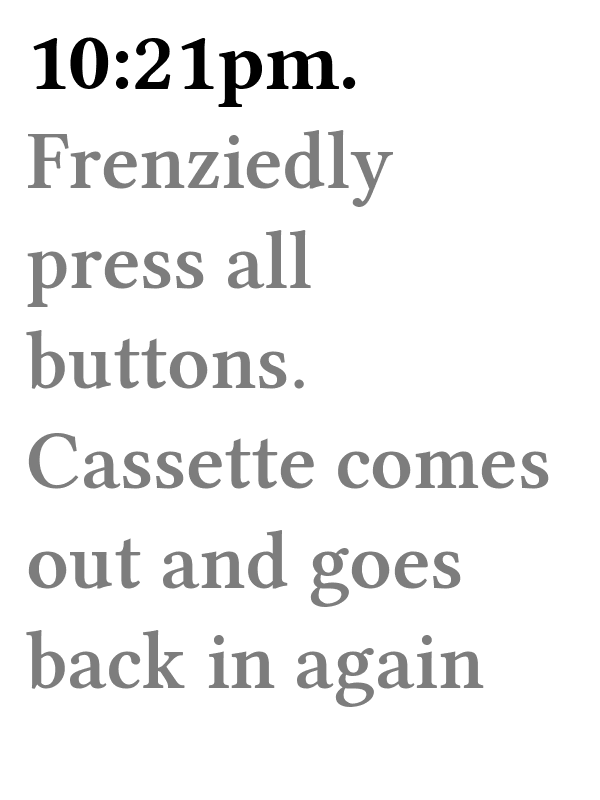 10:21pm.
Frenziedly
press all
buttons.
Cassette comes
out and goes
back in again